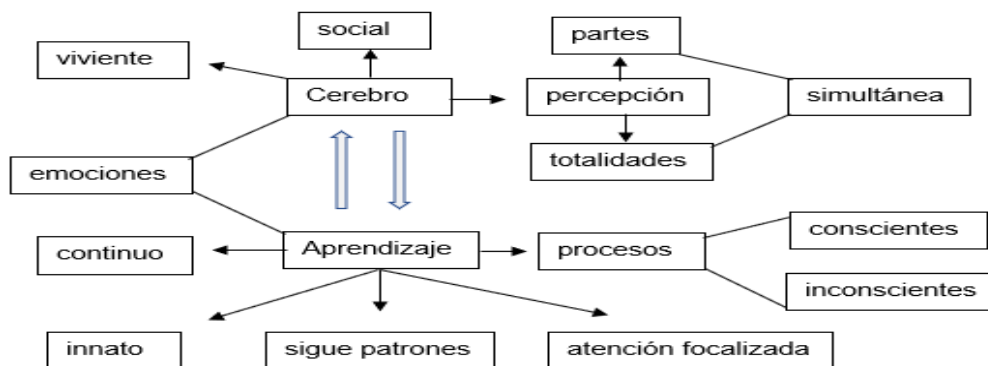 social
partes
viviente
Cerebro
percepción
simultánea
totalidades
emociones
conscientes
continuo
Aprendizaje
procesos
inconscientes
innato
sigue patrones
atención focalizada